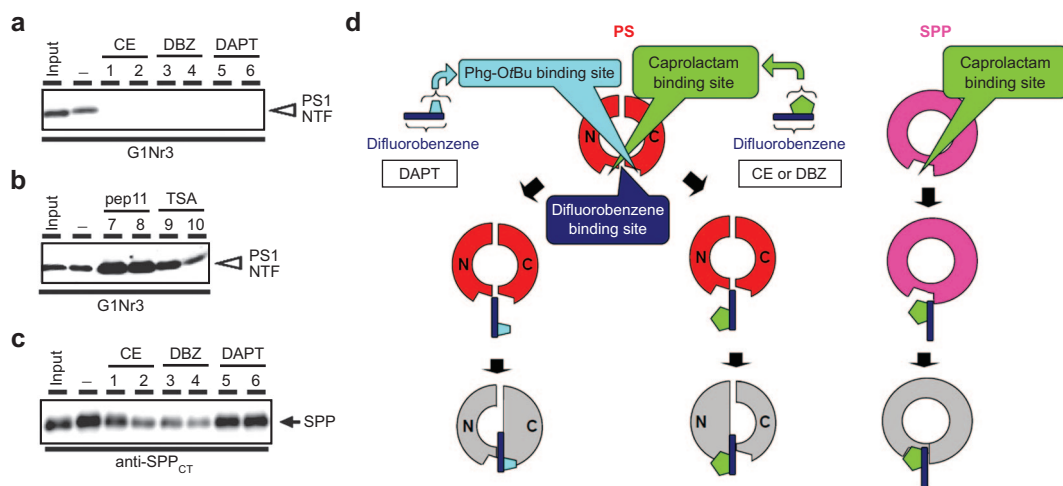 a
Input
–
CE
DBZ
DAPT
1 2 3 4 5 6
PS1
NTF
G1Nr3
b
Input
–
pep11
TSA
7 8 9 10
PS1
NTF
G1Nr3
c
Input
–
CE
DBZ
DAPT
1 2 3 4 5 6
SPP
anti-SPPCT
d
PS
SPP
Phg-OtBu binding site
Caprolactam
binding site
Caprolactam
binding site
N C
Difluorobenzene
DAPT
Difluorobenzene
CE or DBZ
Difluorobenzene
binding site
N C
N C
N C
N C